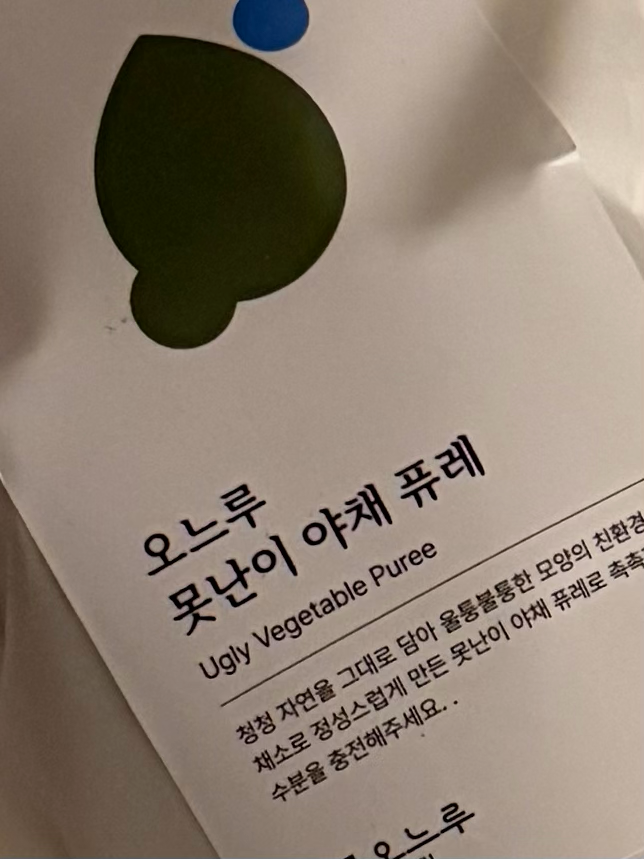 오느루
못난이 야채 퓨레
Ugly Vegetable Puree
청청 자연을 그대로 담아 울퉁불퉁한 모양의 친환경
채소로 정성스럽게 만든 못난이 야채 퓨레로 촉촉
수분을 충전해주세요. .
오느루